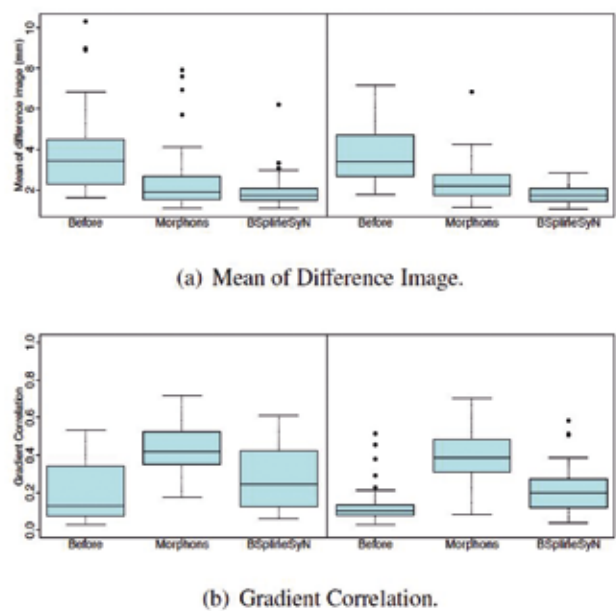 Mean of difference image (mm)
10
8
6
4
2
Before Morphons BSplineSyN Before Morphons BSplineSyN
(a) Mean of Difference Image.
Gradient Correlation
1.0
0.8
0.6
0.4
0.2
0.0
Before Morphons BSplineSyN Before Morphons BSplineSyN
(b) Gradient Correlation.